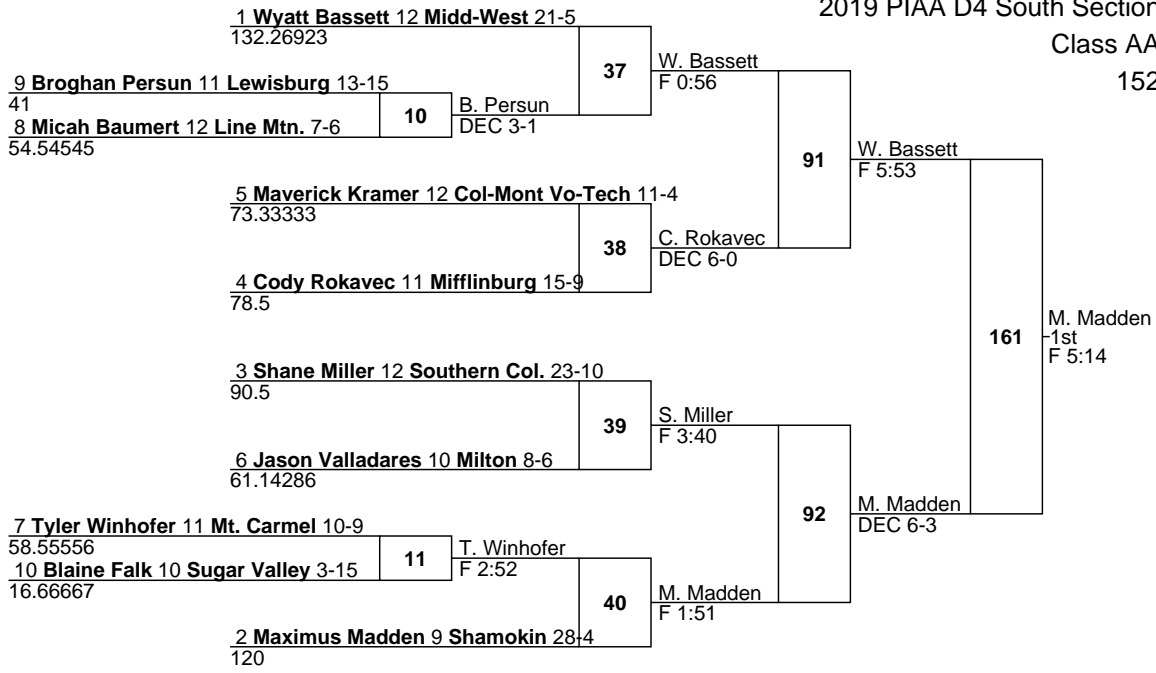 2019 PIAA D4 South Section
Class AA
152
1 Wyatt Bassett 12 Midd-West 21-5
132.26923
37
W. Bassett
F 0:56
9 Broghan Persun 11 Lewisburg 13-15
41
10
B. Persun
DEC 3-1
8 Micah Baumert 12 Line Mtn. 7-6
54.54545
91
W. Bassett
F 5:53
5 Maverick Kramer 12 Col-Mont Vo-Tech 11-4
73.33333
38
C. Rokavec
DEC 6-0
4 Cody Rokavec 11 Mifflinburg 15-9
78.5
161
M. Madden
1st
F 5:14
3 Shane Miller 12 Southern Col. 23-10
90.5
39
S. Miller
F 3:40
6 Jason Valladares 10 Milton 8-6
61.14286
92
M. Madden
DEC 6-3
7 Tyler Winhofer 11 Mt. Carmel 10-9
58.55556
11
T. Winhofer
F 2:52
10 Blaine Falk 10 Sugar Valley 3-15
16.66667
40
M. Madden
F 1:51
2 Maximus Madden 9 Shamokin 28-4
120